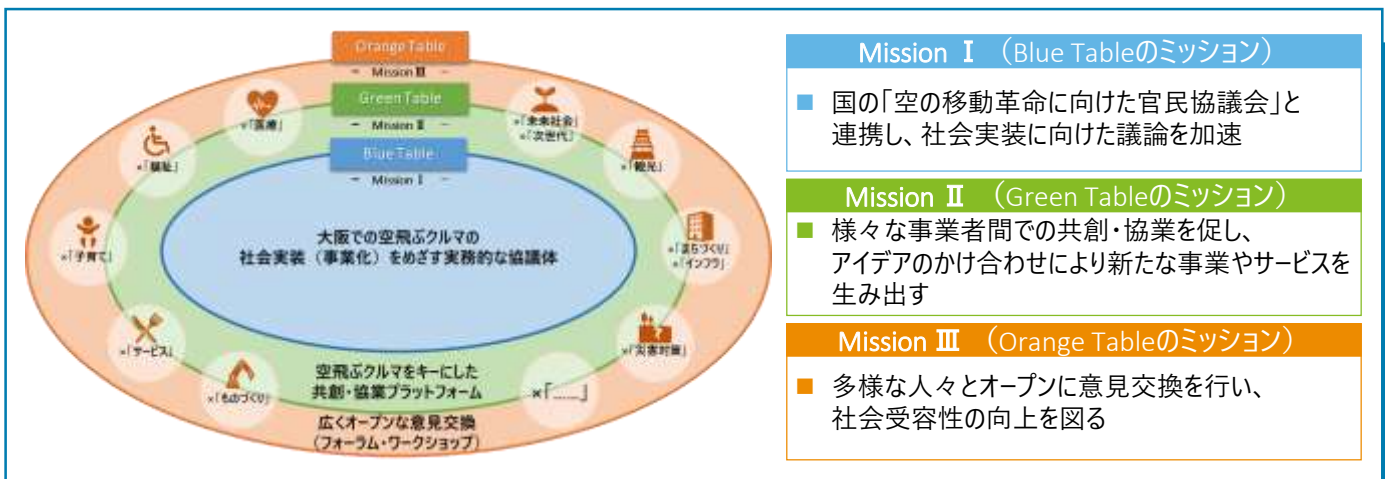 Orange Table
－ Mission Ⅲ －
Green Table
－ Mission Ⅱ －
Blue Table
－ Mission Ⅰ －
×「医療」
×「未来社会」
×「次世代」
×「福祉」
×「観光」
×「子育て」
×「まちづくり」
×「インフラ」
×「サービス」
×「災害対策」
×「ものづくり」
×「……」
大阪での空飛ぶクルマの
社会実装（事業化）をめざす実務的な協議体
空飛ぶクルマをキーにした
共創・協業プラットフォーム
広くオープンな意見交換
（フォーラム・ワークショップ）
Mission Ⅰ （Blue Tableのミッション）
■ 国の「空の移動革命に向けた官民協議会」と
連携し、社会実装に向けた議論を加速
Mission Ⅱ （Green Tableのミッション）
■ 様々な事業者間での共創・協業を促し、
アイデアのかけ合わせにより新たな事業やサービスを
生み出す
Mission Ⅲ （Orange Tableのミッション）
■ 多様な人々とオープンに意見交換を行い、
社会受容性の向上を図る